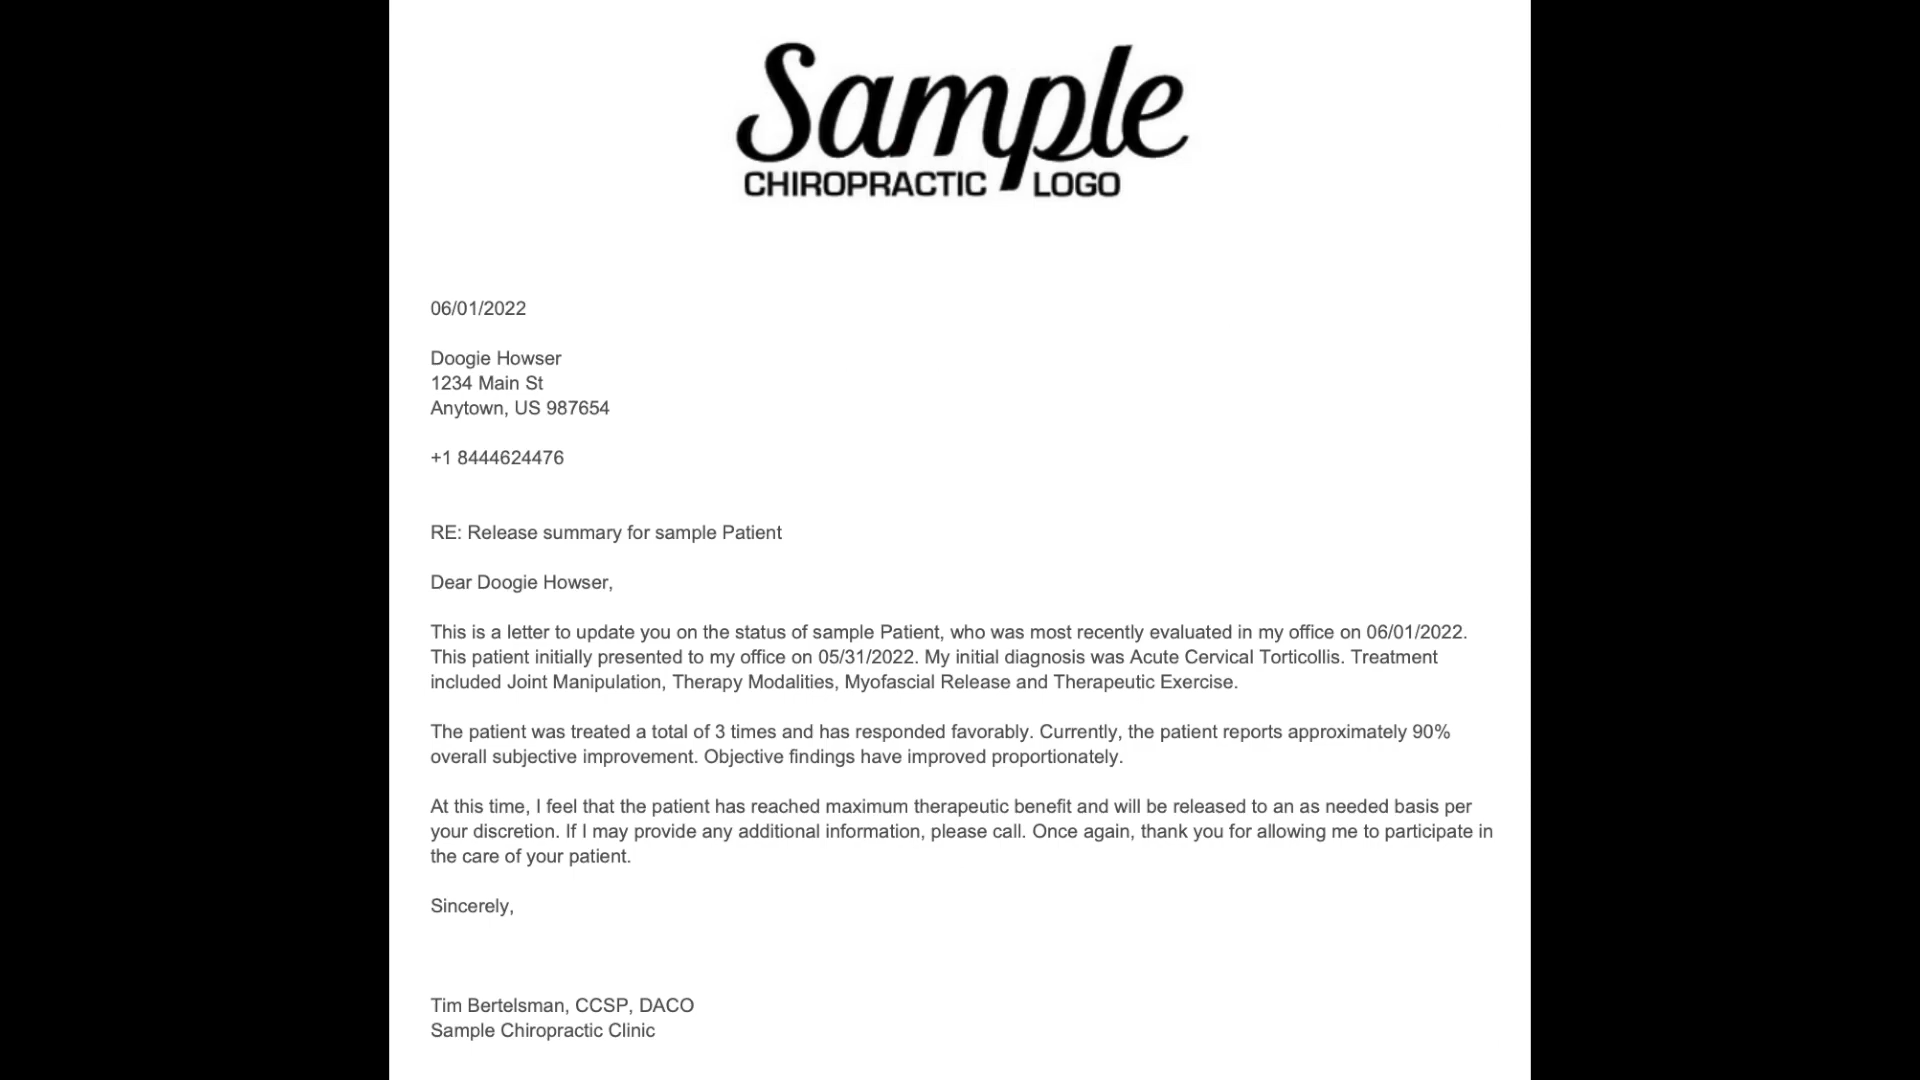 Sample
CHIROPRACTIC LOGO
06/01/2022
Doogie Howser
1234 Main St
Anytown, US 987654
+1 8444624476
RE: Release summary for sample Patient
Dear Doogie Howser,
This is a letter to update you on the status of sample Patient, who was most recently evaluated in my office on 06/01/2022.
This patient initially presented to my office on 05/31/2022. My initial diagnosis was Acute Cervical Torticollis. Treatment
included Joint Manipulation, Therapy Modalities, Myofascial Release and Therapeutic Exercise.
The patient was treated a total of 3 times and has responded favorably. Currently, the patient reports approximately 90%
overall subjective improvement. Objective findings have improved proportionately.
At this time, I feel that the patient has reached maximum therapeutic benefit and will be released to an as needed basis per
your discretion. If I may provide any additional information, please call. Once again, thank you for allowing me to participate in
the care of your patient.
Sincerely,
Tim Bertelsman, CCSP, DACO
Sample Chiropractic Clinic